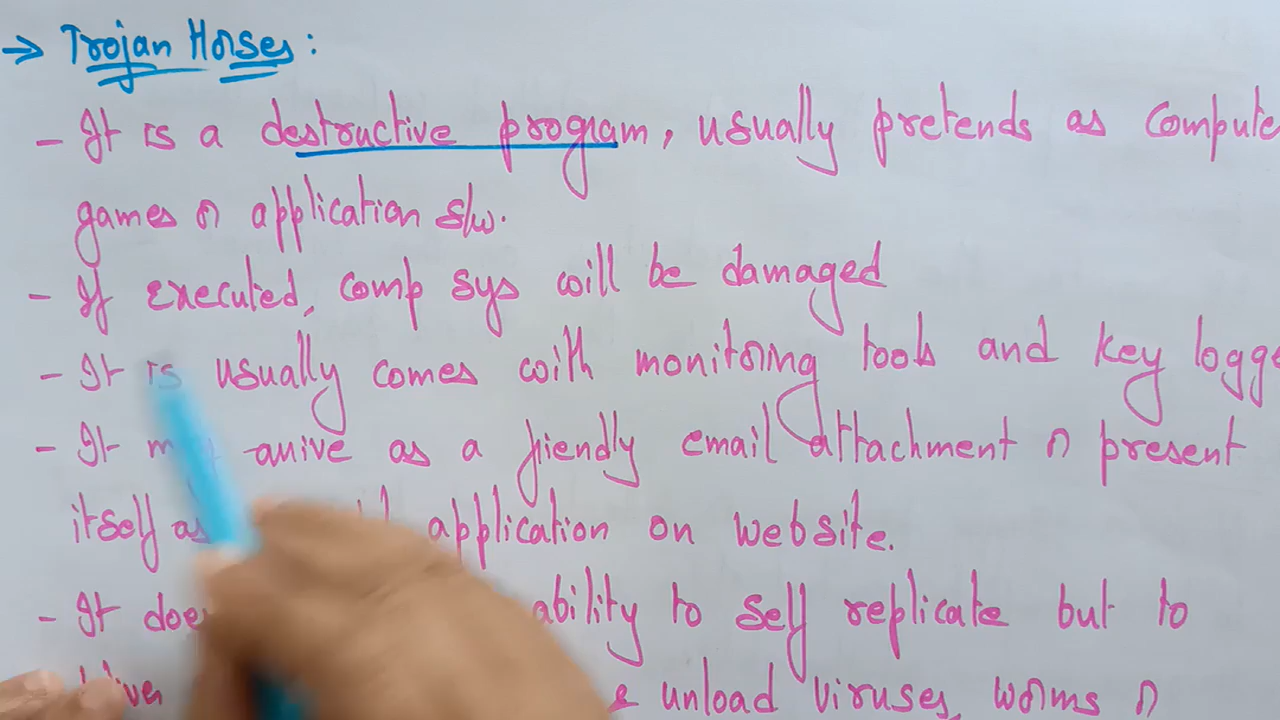 → Trojan Horses :
- It is a destructive program, usually pretends as Compute
games or application s/w.
- If executed, comp sys will be damaged
- It is usually comes with monitoring tools and key logge
- It arrive as a friendly email attachment or present
itself as application on website.
- It ability to self replicate but to
unload viruses, worms or